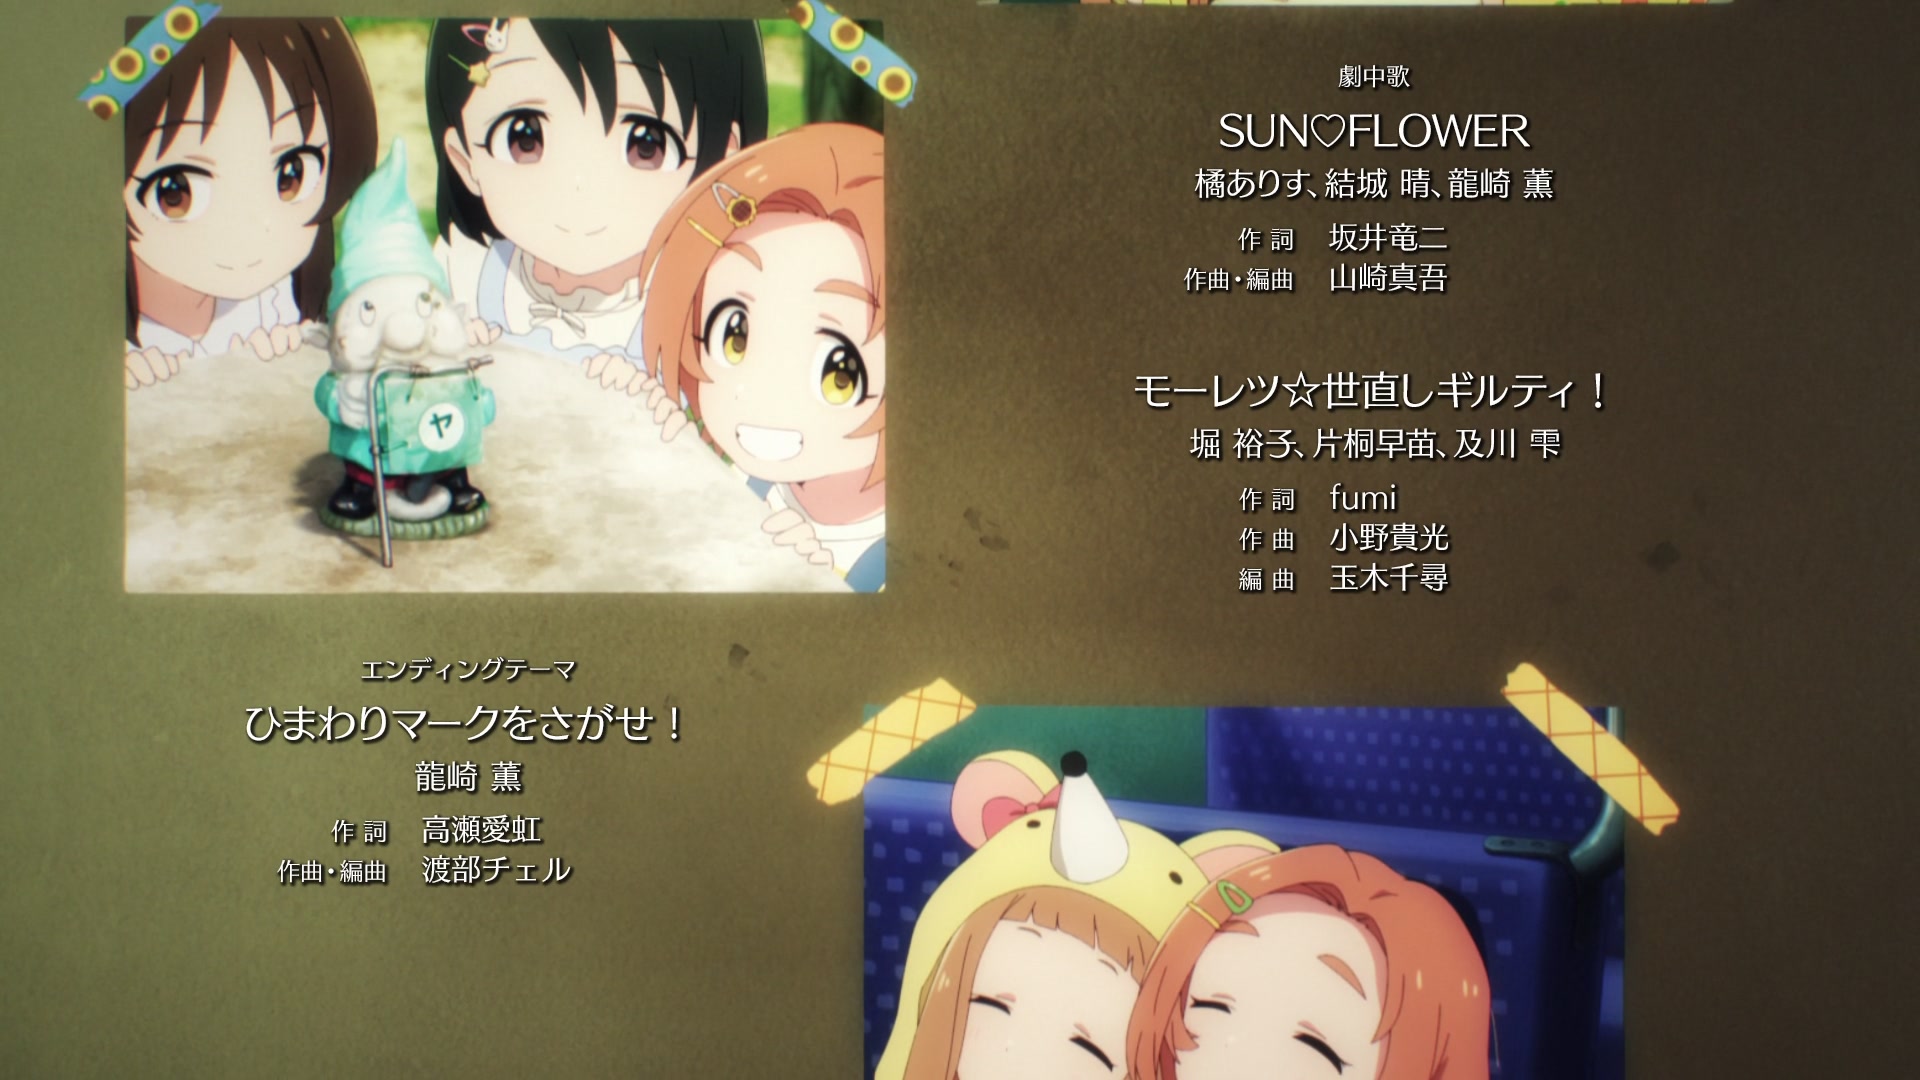 劇中歌
SUN♡FLOWER
橘ありす、結城 晴、龍崎 薫
作詞 坂井竜二
作曲・編曲 山崎真吾
モーレツ☆世直しギルティ！
堀 裕子、片桐早苗、及川 雫
作詞 fumi
作曲 小野貴光
編曲 玉木千尋
ヤ
エンディングテーマ
ひまわりマークをさがせ！
龍崎 薫
作詞 高瀬愛虹
作曲・編曲 渡部チェル